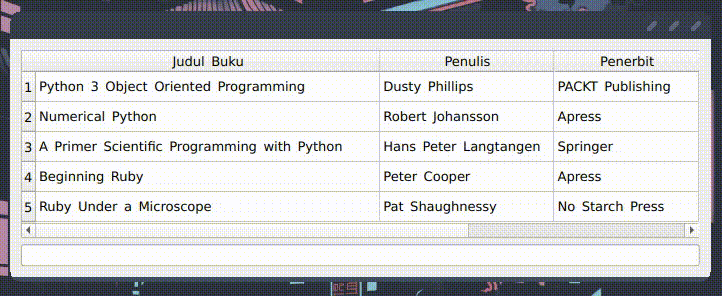 Judul Buku Penulis Penerbit
1 Python 3 Object Oriented Programming Dusty Phillips PACKT Publishing
2 Numerical Python Robert Johansson Apress
3 A Primer Scientific Programming with Python Hans Peter Langtangen Springer
4 Beginning Ruby Peter Cooper Apress
5 Ruby Under a Microscope Pat Shaughnessy No Starch Press